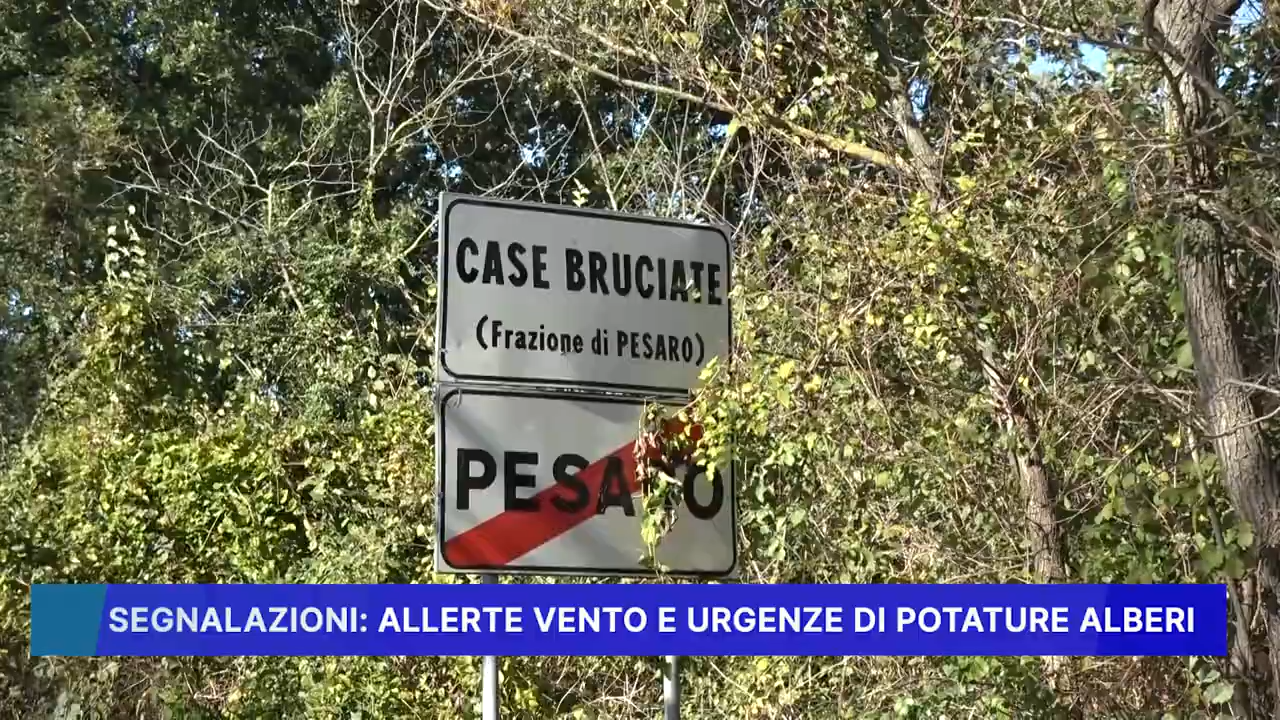 CASE BRUCIATE
(Frazione di PESARO)
PESARO
SEGNALAZIONI: ALLERTE VENTO E URGENZE DI POTATURE ALBERI